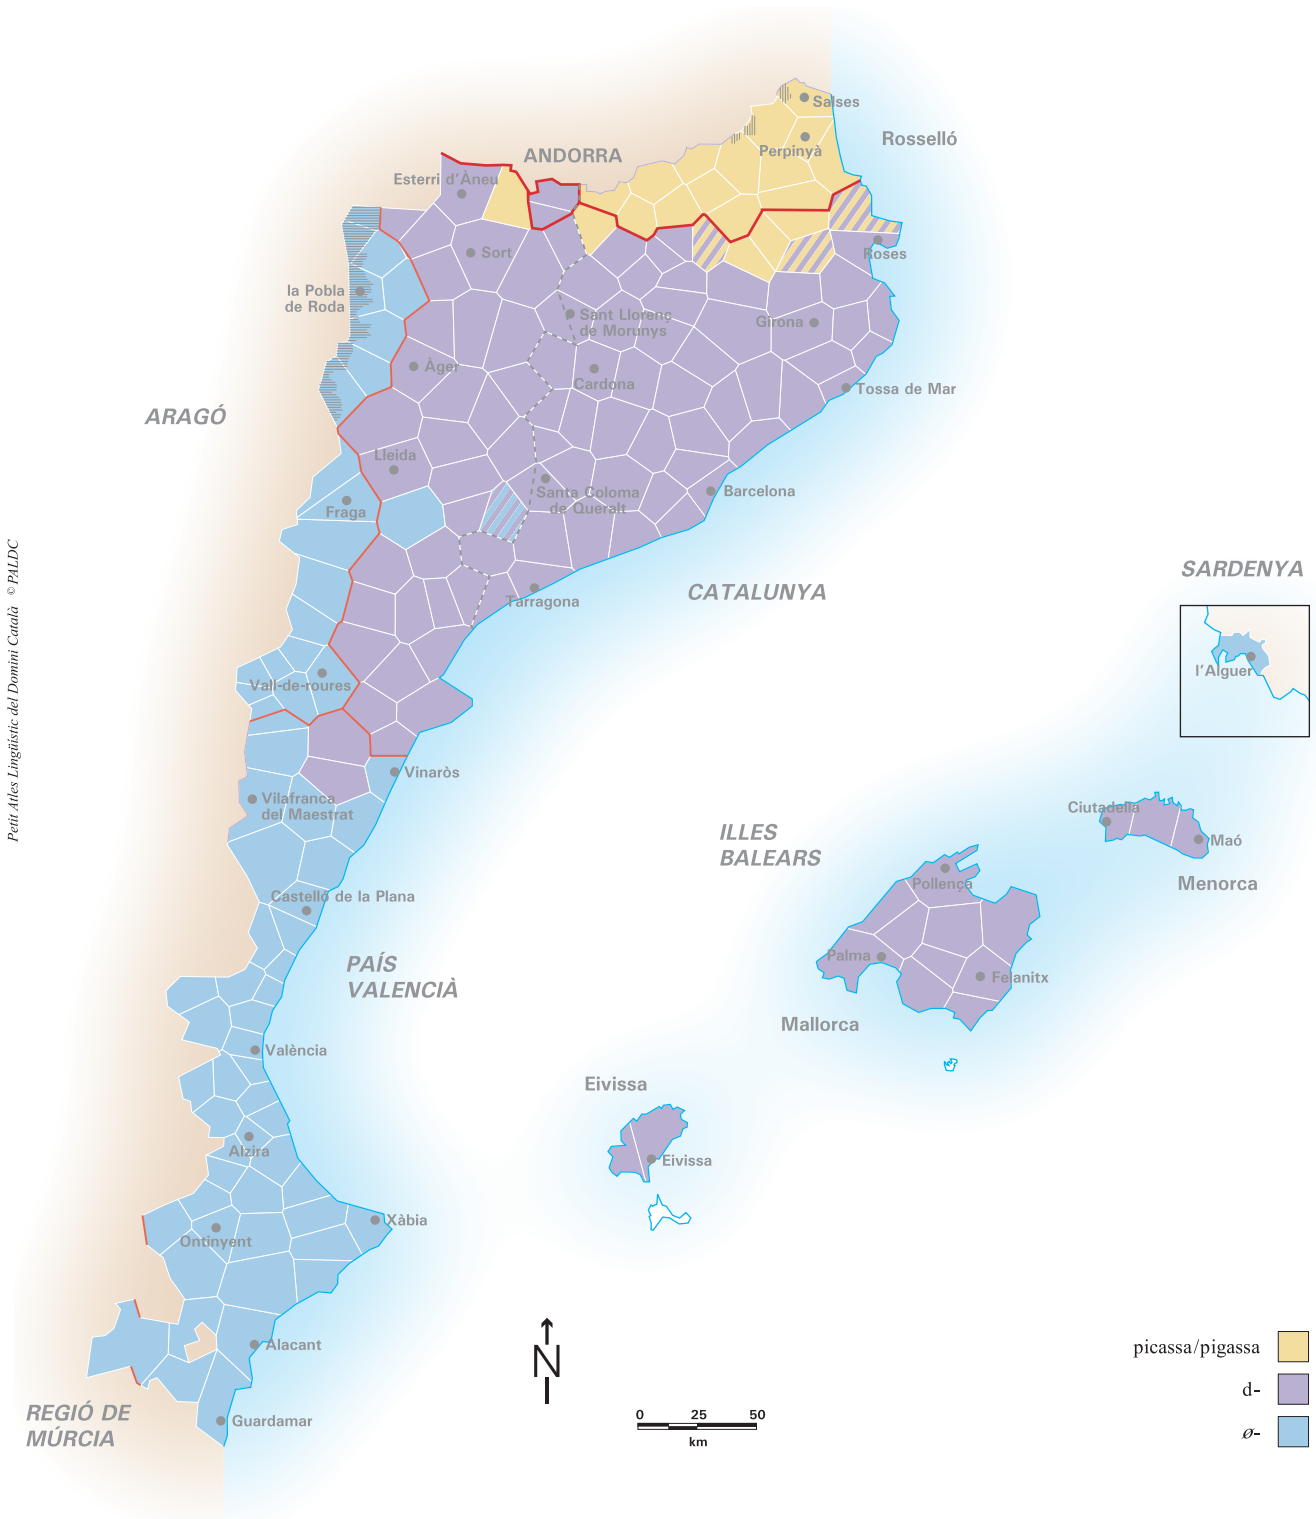 Salses
Rosselló
Perpinyà
ANDORRA
Esterri d'Àneu
Sort
Roses
la Pobla
de Roda
Sant Llorenç
de Morunys
Girona
Àger
Cardona
Tossa de Mar
ARAGÓ
Lleida
Santa Coloma
de Queralt
Barcelona
Fraga
Petit Atles Lingüístic del Domini Català © PALDC
SARDENYA
CATALUNYA
Tarragona
l'Alguer
Vall-de-roures
Vinaròs
Vilafranca
del Maestrat
Ciutadella
Maó
ILLES
BALEARS
Menorca
Pollença
Castelló de la Plana
Palma
Felanitx
PAÍS
VALENCIÀ
Mallorca
València
Eivissa
Alzira
Eivissa
Xàbia
Ontinyent
Alacant
N
picassa/pigassa
d-
ø-
REGIÓ DE
MÚRCIA
Guardamar
0 25 50
km